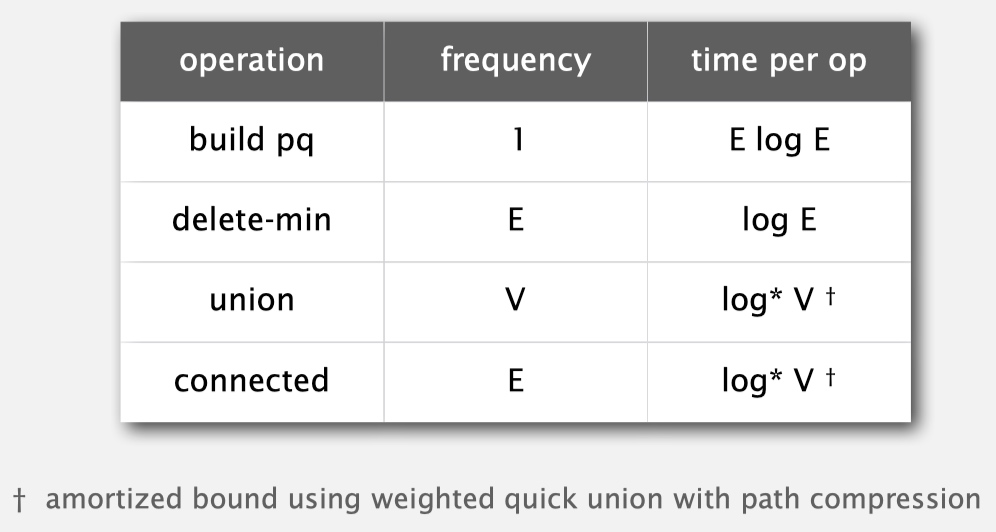 operation frequency time per op
build pq 1 E log E
delete-min E log E
union V log* V †
connected E log* V †
† amortized bound using weighted quick union with path compression